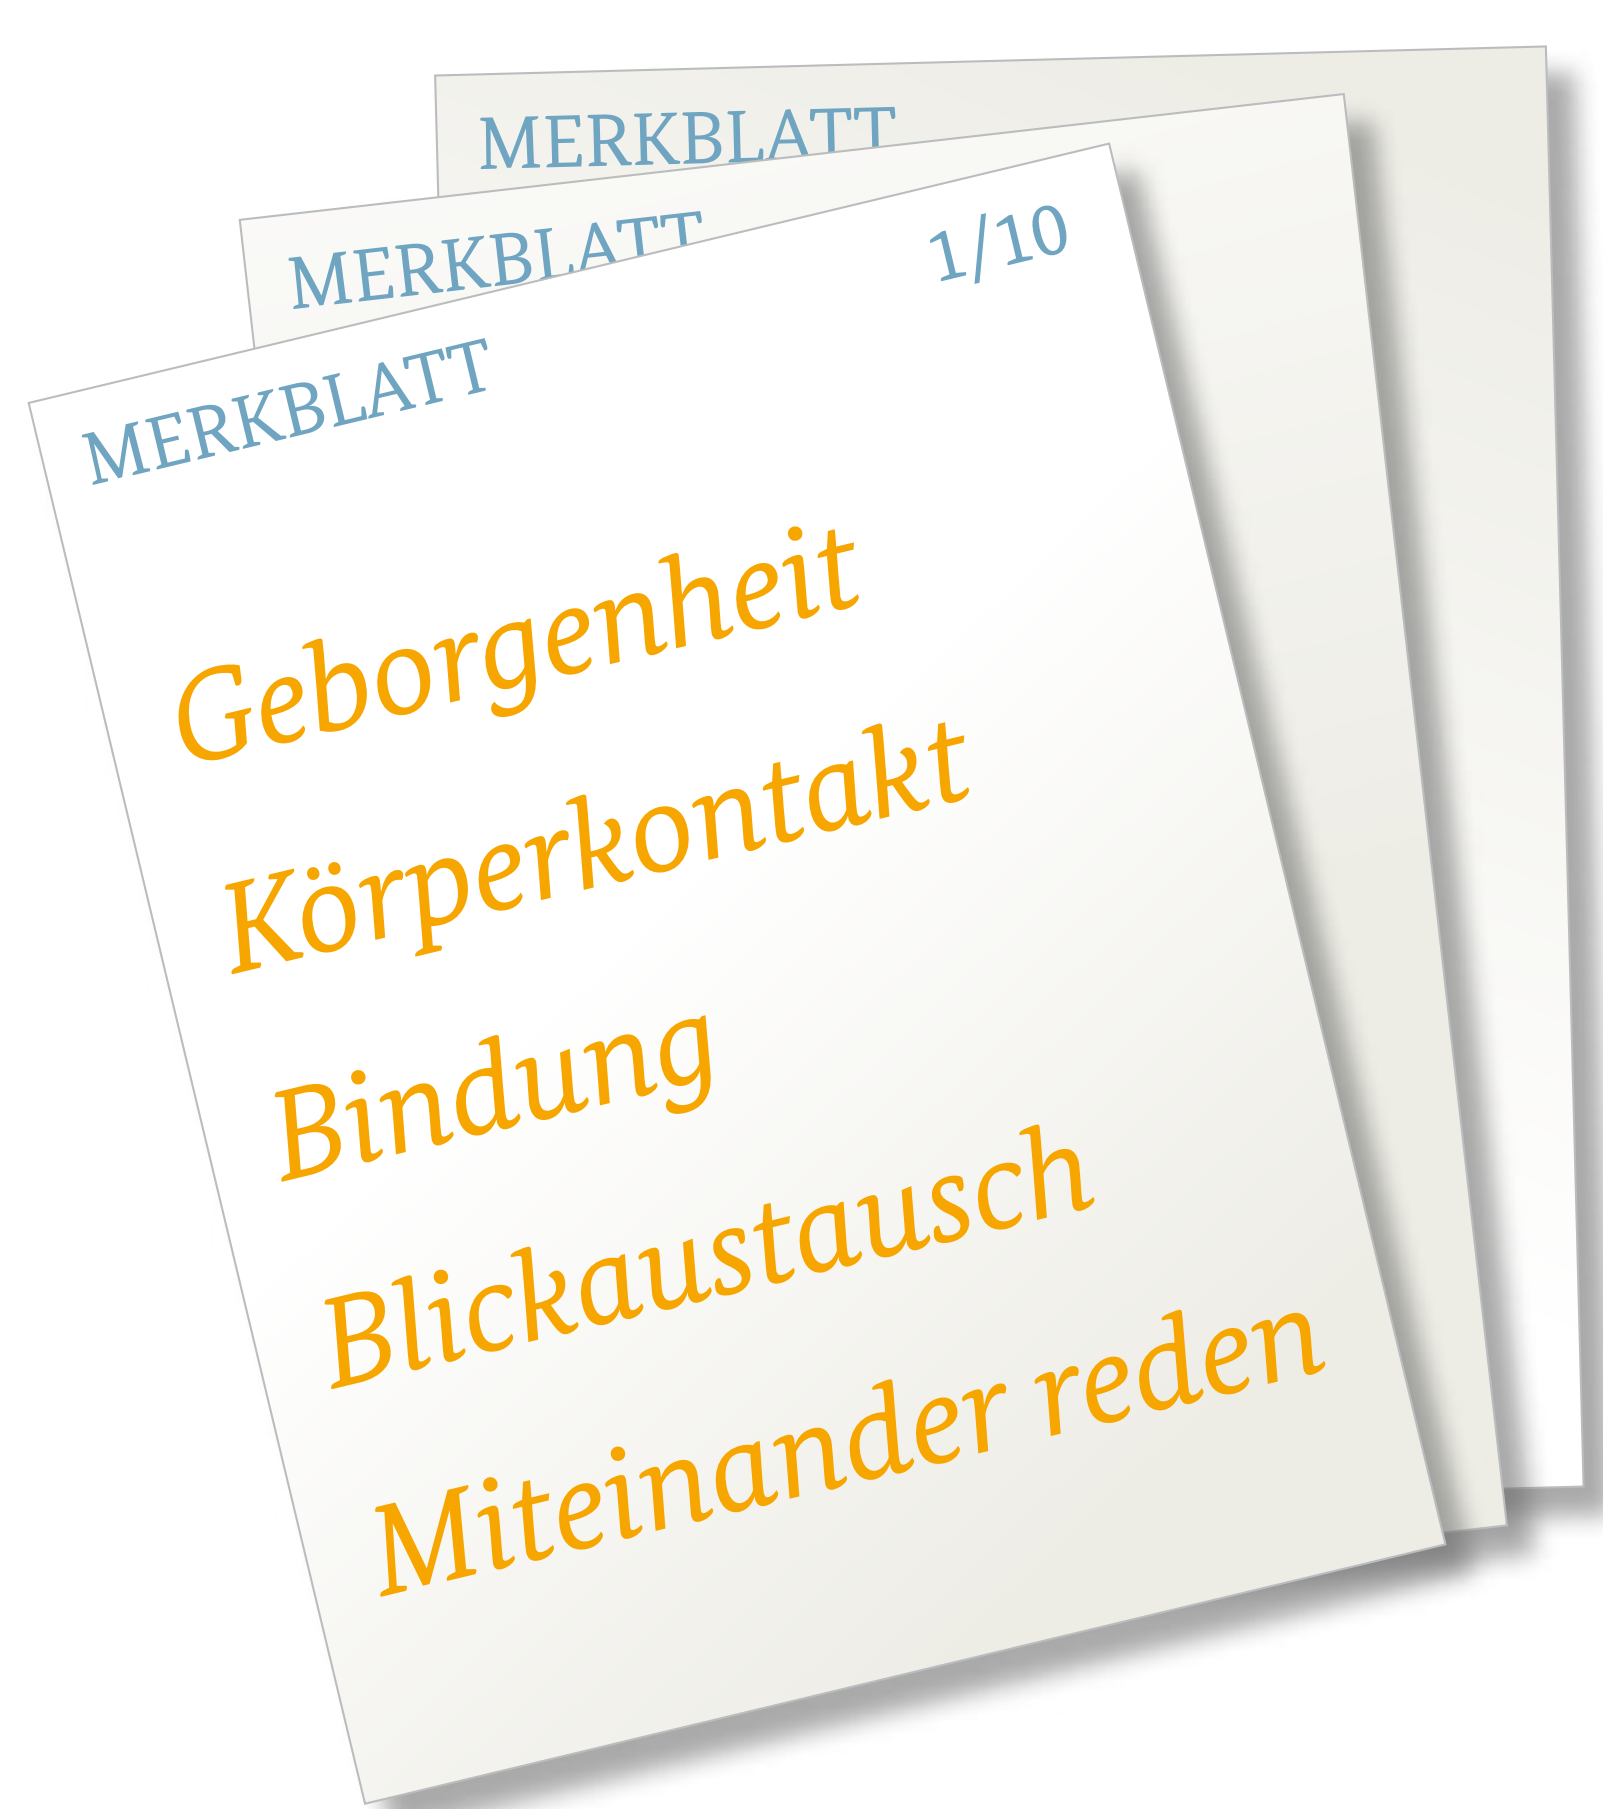 MERKBLATT
MERKBLATT
MERKBLATT 1/10
Geborgenheit
Körperkontakt
Bindung
Blickaustausch
Miteinander reden